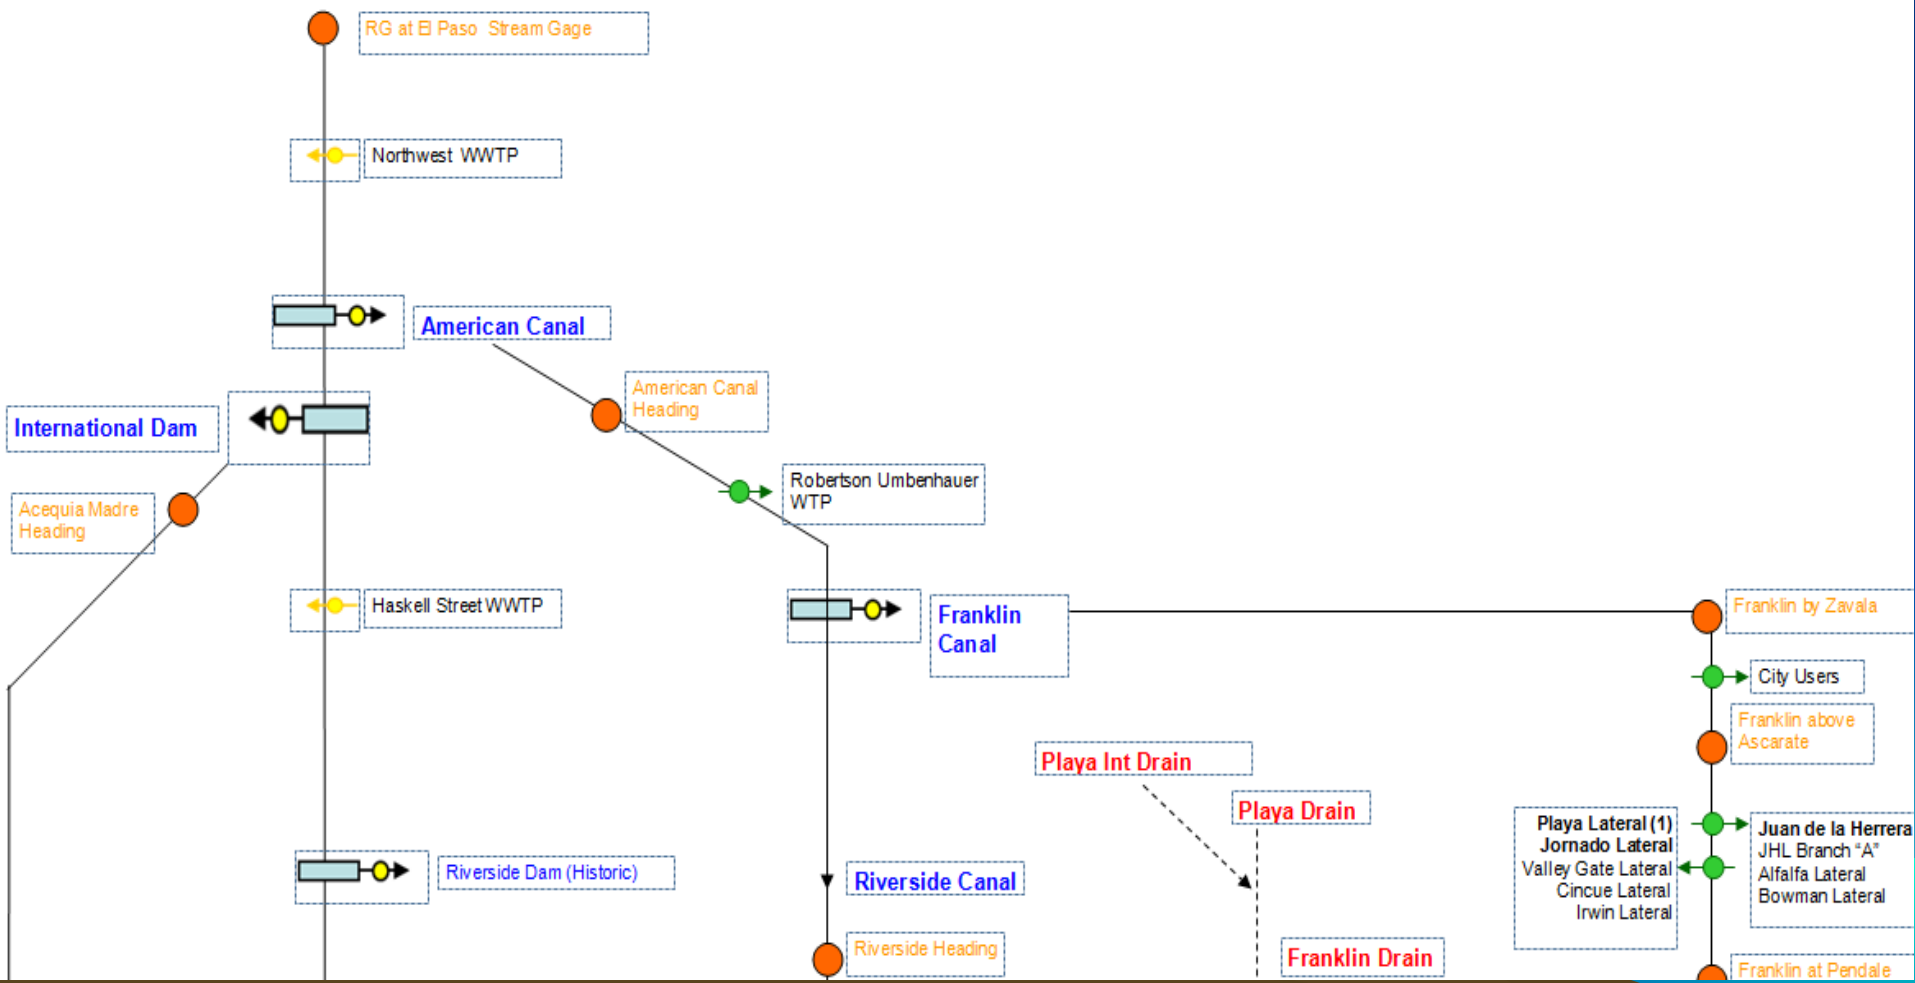 RG at El Paso Stream Gage
Northwest WWTP
American Canal
American Canal
Heading
International Dam
Robertson Umbenhauer
WTP
Acequia Madre
Heading
Haskell Street WWTP
Franklin
Canal
Franklin by Zavala
City Users
Franklin above
Ascarate
Playa Int Drain
Playa Drain
Playa Lateral (1)
Jornado Lateral
Valley Gate Lateral
Cincue Lateral
Irwin Lateral
Juan de la Herrera
JHL Branch “A”
Alfalfa Lateral
Bowman Lateral
Riverside Dam (Historic)
Riverside Canal
Riverside Heading
Franklin Drain
Franklin at Pendale